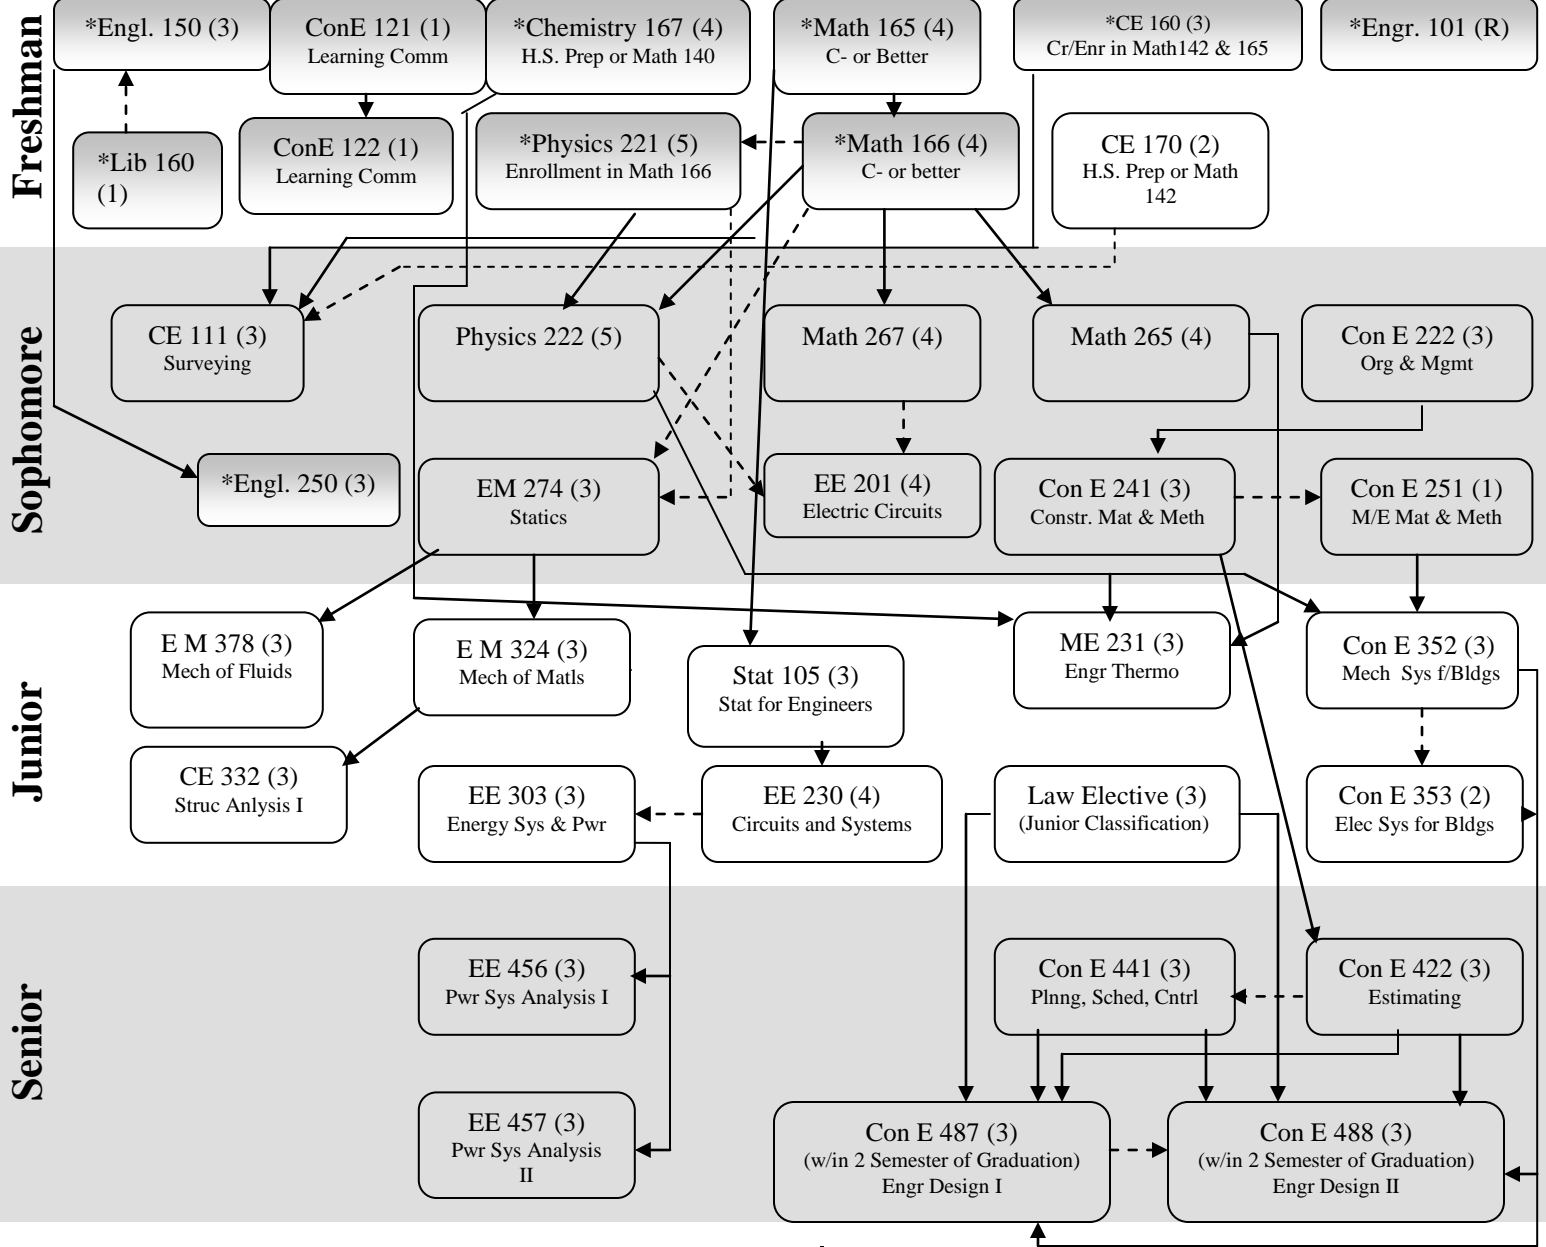 Freshman
*Engl. 150 (3)
ConE 121 (1)
Learning Comm
*Chemistry 167 (4)
H.S. Prep or Math 140
*Math 165 (4)
C- or Better
*CE 160 (3)
Cr/Enr in Math142 & 165
*Engr. 101 (R)
*Lib 160
(1)
ConE 122 (1)
Learning Comm
*Physics 221 (5)
Enrollment in Math 166
*Math 166 (4)
C- or better
CE 170 (2)
H.S. Prep or Math
142
Sophomore
CE 111 (3)
Surveying
Physics 222 (5)
Math 267 (4)
Math 265 (4)
Con E 222 (3)
Org & Mgmt
*Engl. 250 (3)
EM 274 (3)
Statics
EE 201 (4)
Electric Circuits
Con E 241 (3)
Constr. Mat & Meth
Con E 251 (1)
M/E Mat & Meth
Junior
E M 378 (3)
Mech of Fluids
E M 324 (3)
Mech of Matls
Stat 105 (3)
Stat for Engineers
ME 231 (3)
Engr Thermo
Con E 352 (3)
Mech Sys f/Bldgs
CE 332 (3)
Struc Anlysis I
EE 303 (3)
Energy Sys & Pwr
EE 230 (4)
Circuits and Systems
Law Elective (3)
(Junior Classification)
Con E 353 (2)
Elec Sys for Bldgs
Senior
EE 456 (3)
Pwr Sys Analysis I
Con E 441 (3)
Plnng, Sched, Cntrl
Con E 422 (3)
Estimating
EE 457 (3)
Pwr Sys Analysis
II
Con E 487 (3)
(w/in 2 Semester of Graduation)
Engr Design I
Con E 488 (3)
(w/in 2 Semester of Graduation)
Engr Design II